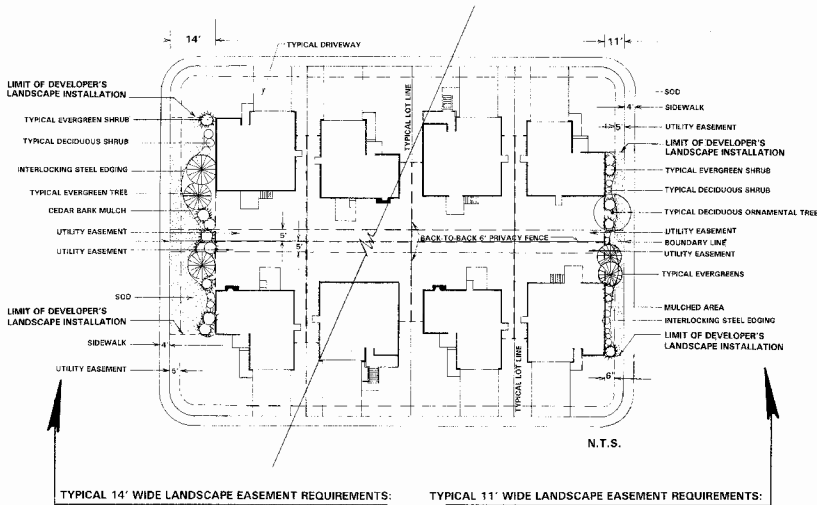 14'
TYPICAL DRIVEWAY
11'
LIMIT OF DEVELOPER'S
LANDSCAPE INSTALLATION
TYPICAL EVERGREEN SHRUB
TYPICAL DECIDUOUS SHRUB
INTERLOCKING STEEL EDGING
TYPICAL EVERGREEN TREE
CEDAR BARK MULCH
UTILITY EASEMENT
UTILITY EASEMENT
SOD
LIMIT OF DEVELOPER'S
LANDSCAPE INSTALLATION
SIDEWALK
4'
UTILITY EASEMENT
5'
TYPICAL LOT LINE
5'
5'
BACK-TO-BACK 6' PRIVACY FENCE
TYPICAL LOT LINE
SOD
4'
SIDEWALK
5'
UTILITY EASEMENT
LIMIT OF DEVELOPER'S
LANDSCAPE INSTALLATION
TYPICAL EVERGREEN SHRUB
TYPICAL DECIDUOUS SHRUB
TYPICAL DECIDUOUS ORNAMENTAL TREE
UTILITY EASEMENT
BOUNDARY LINE
UTILITY EASEMENT
TYPICAL EVERGREENS
MULCHED AREA
INTERLOCKING STEEL EDGING
LIMIT OF DEVELOPER'S
LANDSCAPE INSTALLATION
6'
N.T.S.
TYPICAL 14' WIDE LANDSCAPE EASEMENT REQUIREMENTS:
TYPICAL 11' WIDE LANDSCAPE EASEMENT REQUIREMENTS: